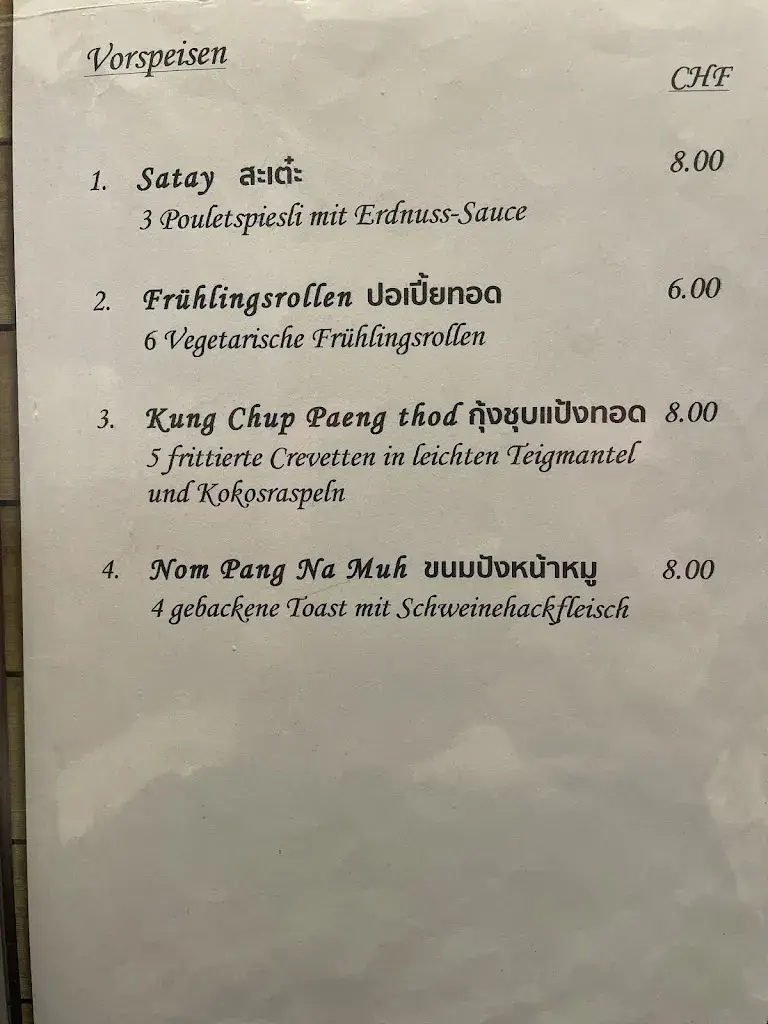 Vorspeisen
CHF
1. Satay สะเต๋ะ 8.00
3 Pouletspiesli mit Erdnuss-Sauce
2. Frühlingsrollen ปอเปี้ยทอด 6.00
6 Vegetarische Frühlingsrollen
3. Kung Chup Paeng thod กุ้งชุบแป้งทอด 8.00
5 frittierte Crevetten in leichten Teigmantel
und Kokosraspeln
4. Nom Pang Na Muh ขนมปังหน้าหมู 8.00
4 gebackene Toast mit Schweinehackfleisch